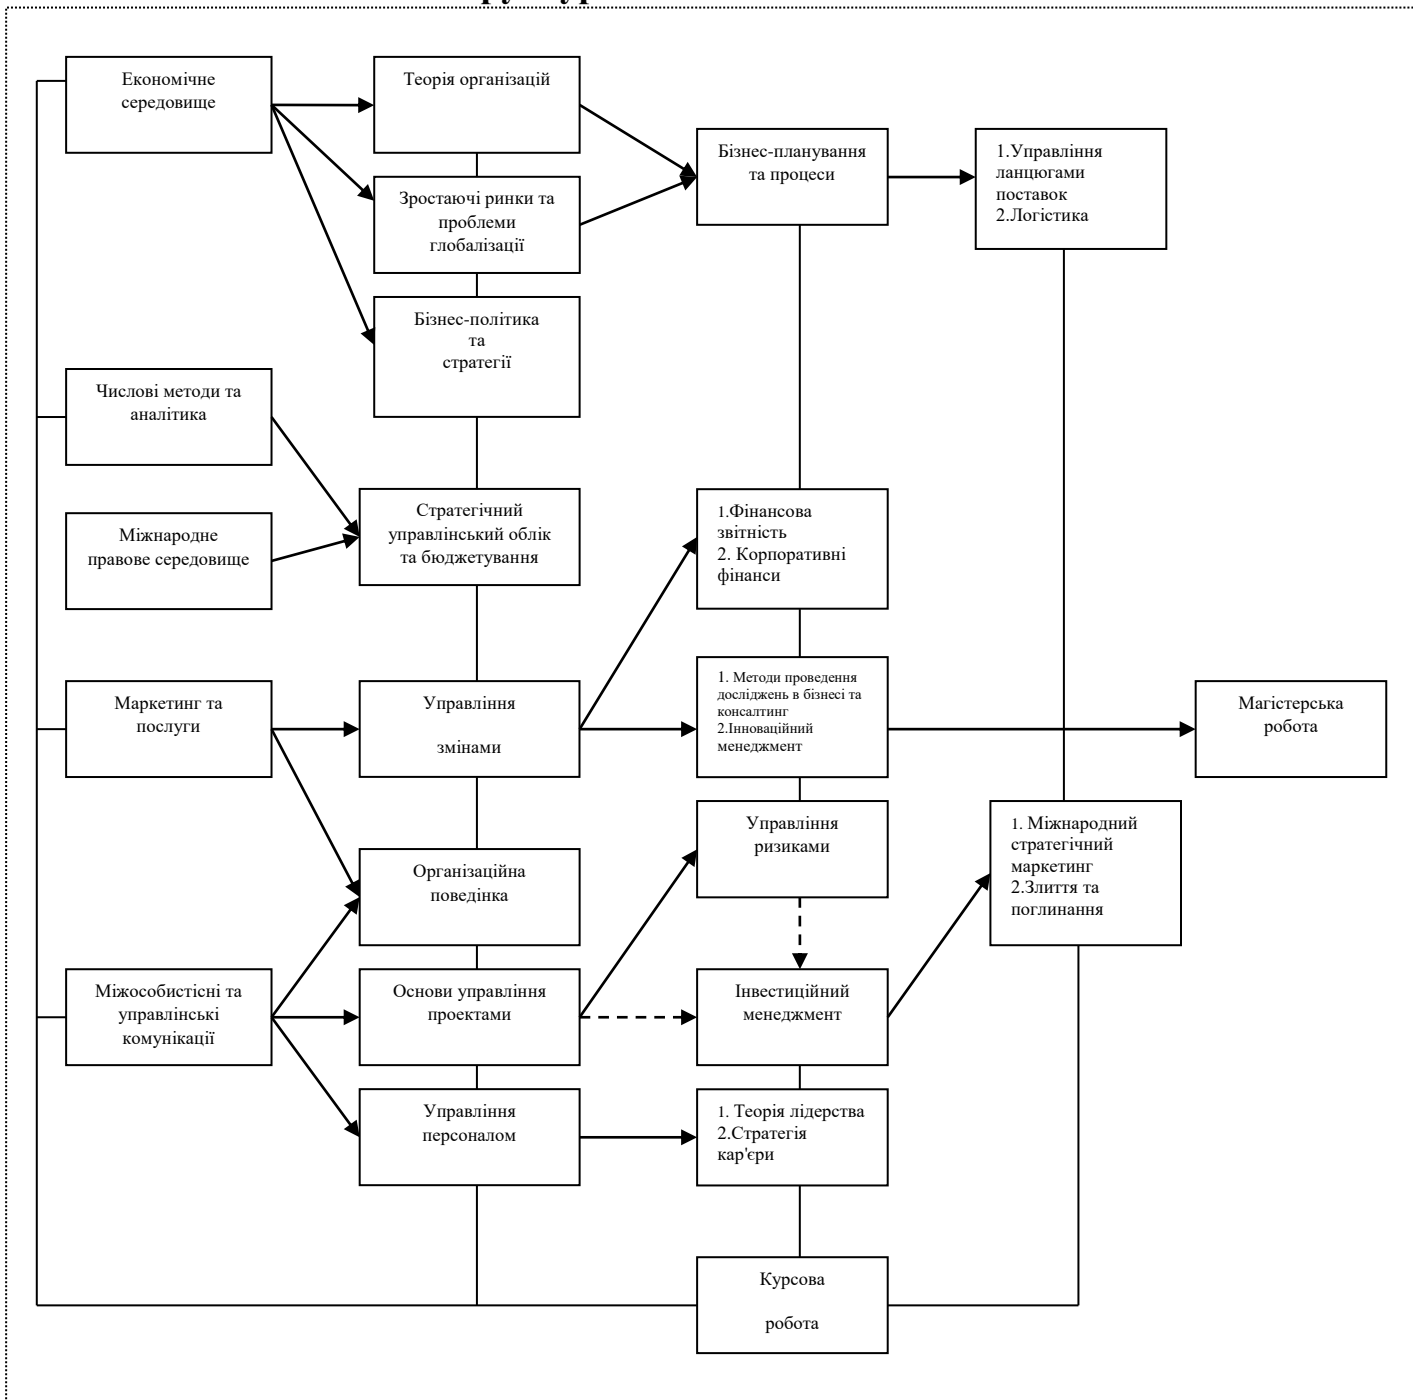 Економічне
середовище
Теорія організацій
Бізнес-планування
та процеси
1.Управління
ланцюгами
поставок
2.Логістика
Зростаючі ринки та
проблеми
глобалізації
Бізнес-політика
та
стратегії
Числові методи та
аналітика
Міжнародне
правове середовище
Стратегічний
управлінський облік
та бюджетування
1.Фінансова
звітність
2. Корпоративні
фінанси
Маркетинг та
послуги
Управління
змінами
1. Методи проведення
досліджень в бізнесі та
консалтинг
2.Інноваційний
менеджмент
Магістерська
робота
Організаційна
поведінка
Управління
ризиками
1. Міжнародний
стратегічний
маркетинг
2.Злиття та
поглинання
Міжособистісні та
управлінські
комунікації
Основи управління
проектами
Інвестиційний
менеджмент
Управління
персоналом
1. Теорія лідерства
2.Стратегія
кар'єри
Курсова
робота